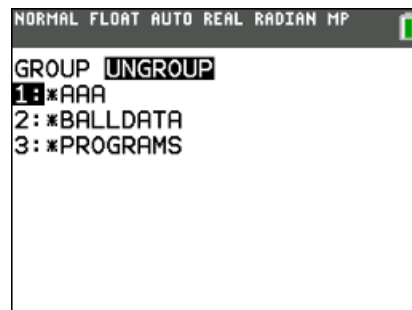 NORMAL FLOAT AUTO REAL RADIAN MP
GROUP UNGROUP
1:*AAA
2:*BALLDATA
3:*PROGRAMS